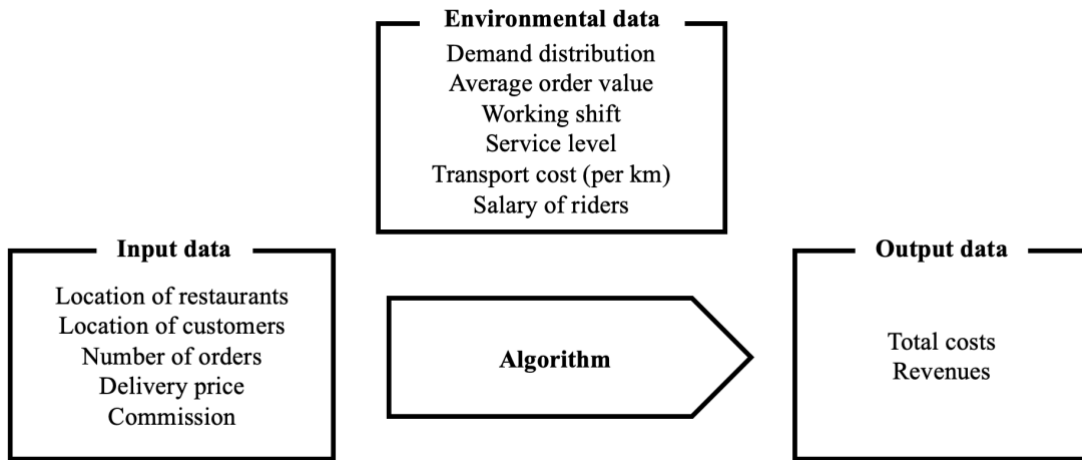 Environmental data
Demand distribution
Average order value
Working shift
Service level
Transport cost (per km)
Salary of riders
Input data
Location of restaurants
Location of customers
Number of orders
Delivery price
Commission
Algorithm
Output data
Total costs
Revenues